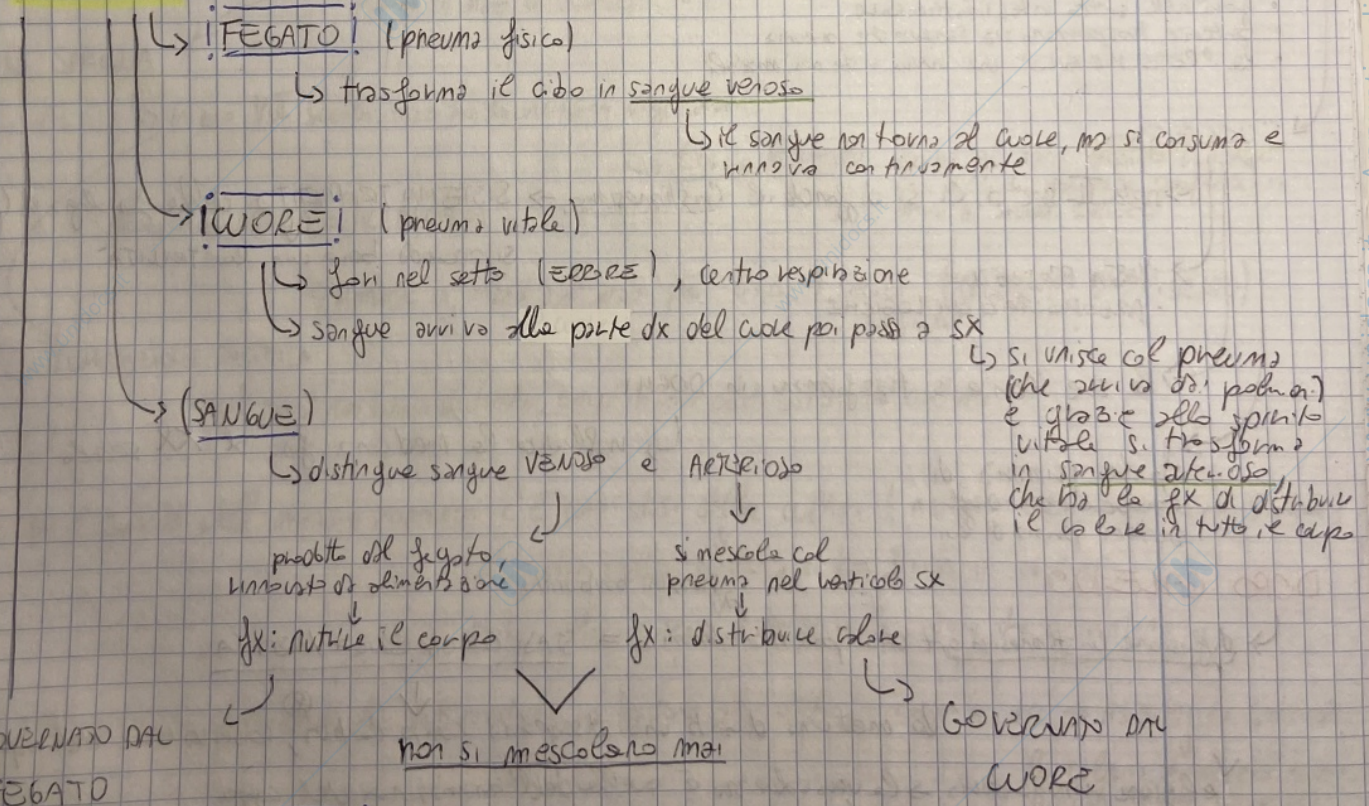 ↳ FEGATO! (pneuma fisico)
↳ trasforma il cibo in sangue venoso
↳ il sangue non torna al cuore, ma si consuma e
rinnova continuamente
→ CUORE! (pneuma vitale)
↳ fori nel setto (ERRORE), centro respirazione
↳ sangue arriva alla parte dx del cuore poi passa a sx
↳ si unisce col pneuma
(che arriva dai polmoni)
e grazie allo spirito
vitale si trasforma
in sangue arterioso,
che ha la fx di distribuire
il calore in tutto il corpo
→ (SANGUE)
↳ distingue sangue VENOSO e ARTERIOSO
prodotto dal fegato,
rinnovato da alimentazione
↓
fx: nutrire il corpo
↓
si mescola col
pneuma nel ventricolo sx
↓
fx: distribuire calore
non si mescolano mai
OVERNATO DAL
EGATO
↳ GOVERNATO DAL
CUORE